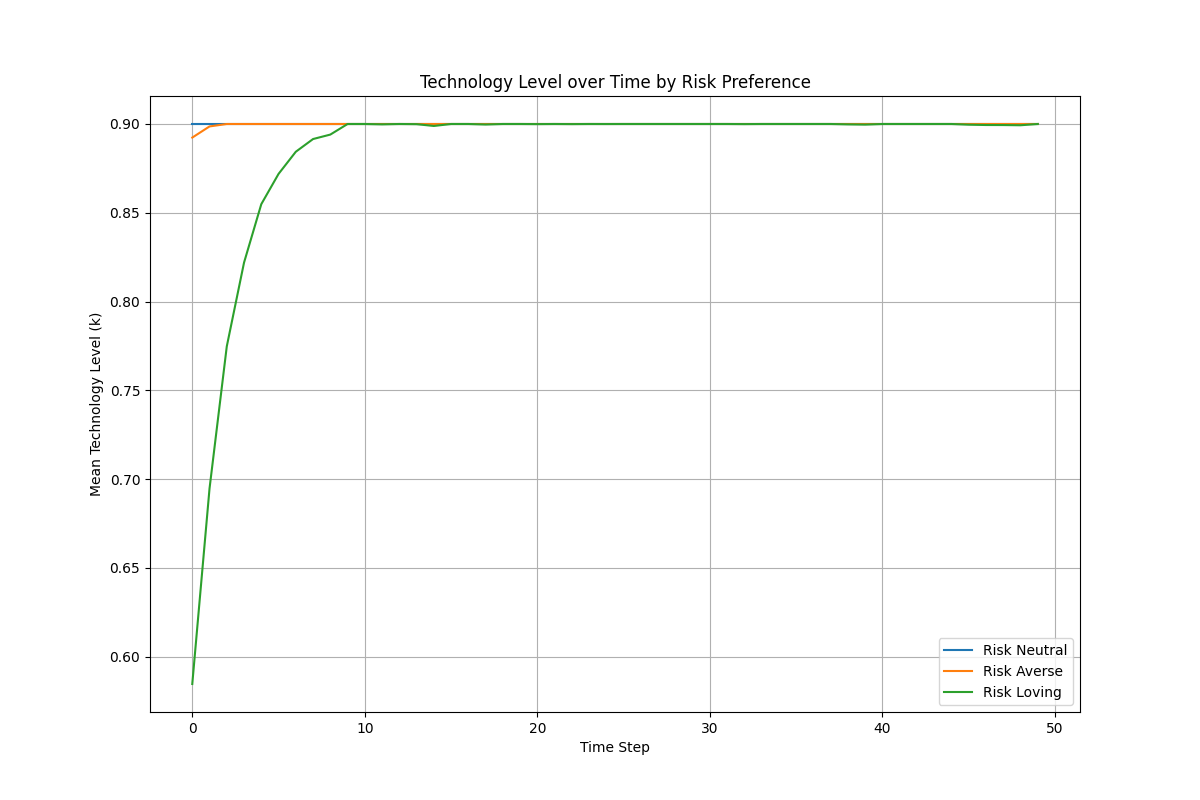 Technology Level over Time by Risk Preference
Mean Technology Level (k)
0.90
0.85
0.80
0.75
0.70
0.65
0.60
0 10 20 30 40 50
Time Step
Risk Neutral
Risk Averse
Risk Loving